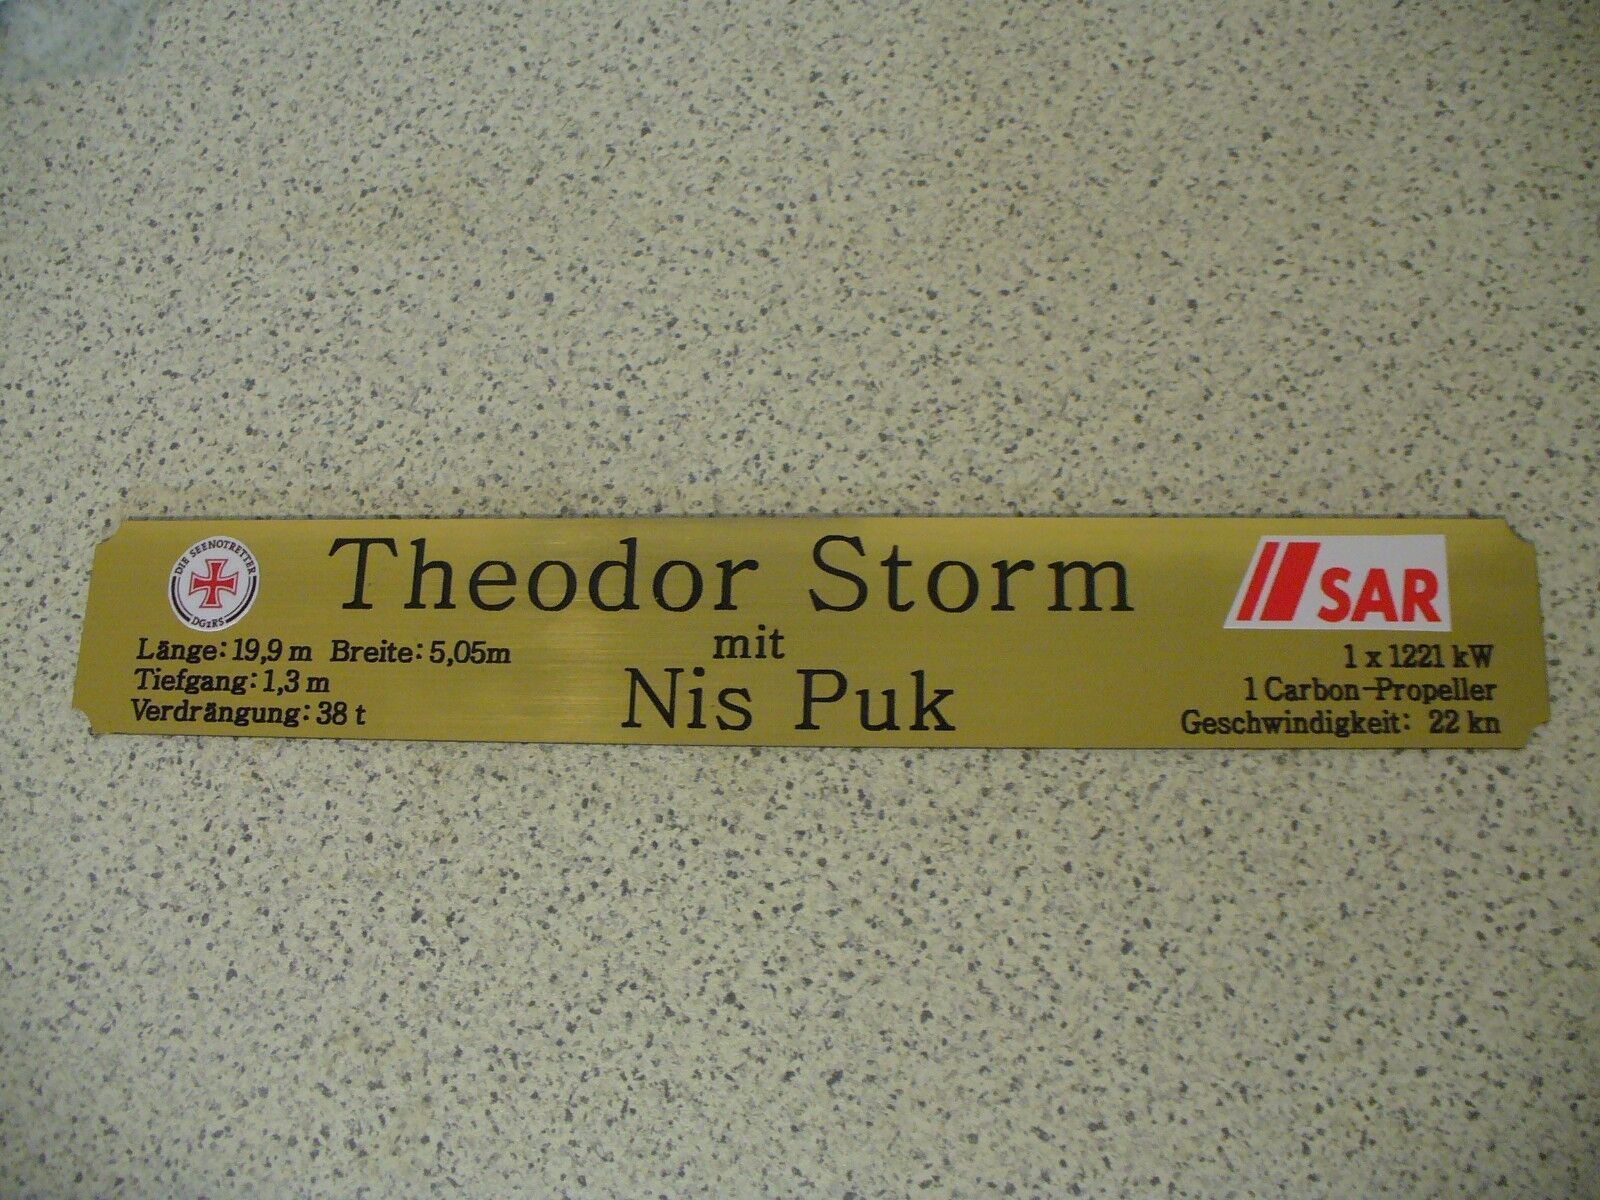 DIE SEENOTRETTER
DGzRS
Theodor Storm
mit
Nis Puk
Länge: 19,9 m Breite: 5,05m
Tiefgang: 1,3 m
Verdrängung: 38 t
SAR
1 x 1221 kW
1 Carbon-Propeller
Geschwindigkeit: 22 kn